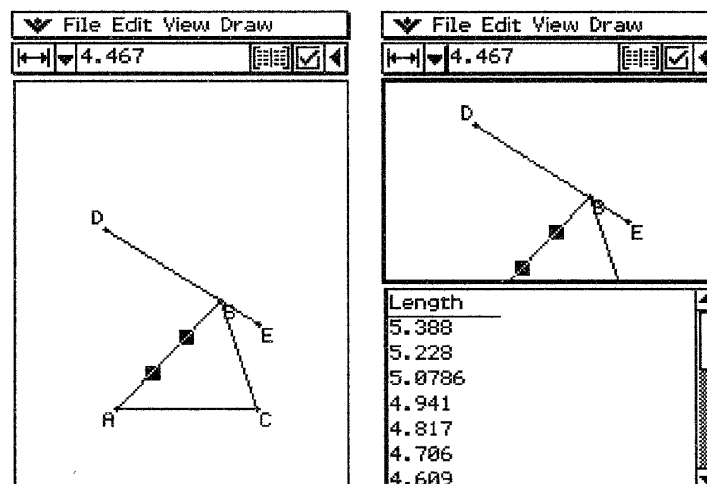 File Edit View Draw
4.467
D
B
E
A
C
File Edit View Draw
4.467
D
B
E
Length
5.388
5.228
5.0786
4.941
4.817
4.706
4.609